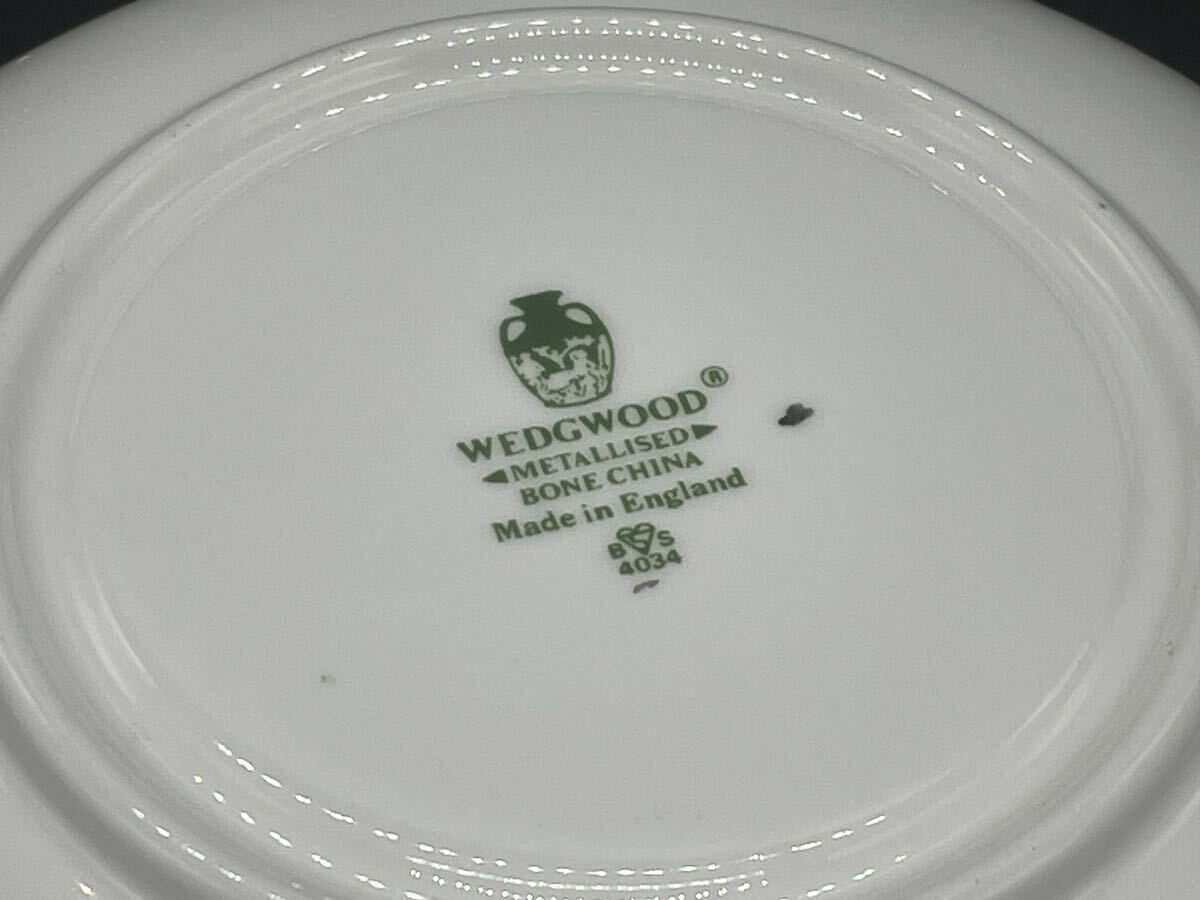 WEDGWOOD®
METALLISED
BONE CHINA
Made in England
B S
4034